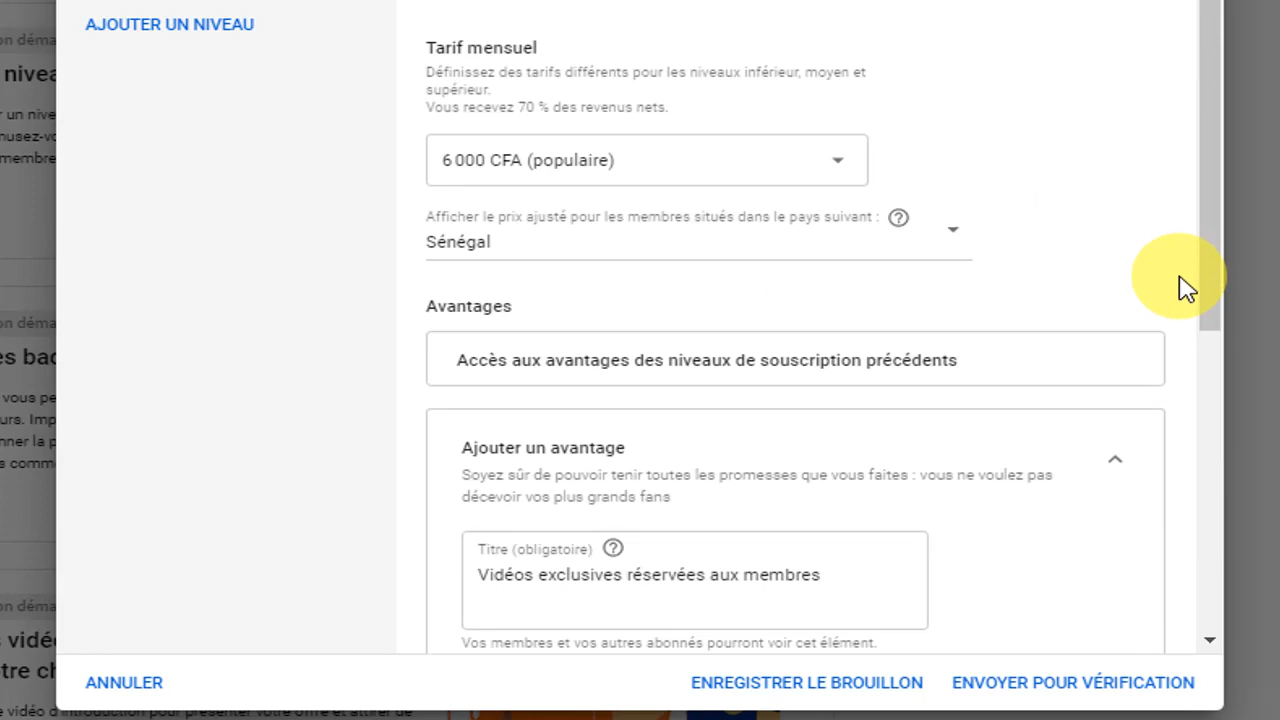 AJOUTER UN NIVEAU
Tarif mensuel
Définissez des tarifs différents pour les niveaux inférieur, moyen et
supérieur.
Vous recevez 70 % des revenus nets.
6 000 CFA (populaire)
Afficher le prix ajusté pour les membres situés dans le pays suivant :
Sénégal
Avantages
Accès aux avantages des niveaux de souscription précédents
Ajouter un avantage
Soyez sûr de pouvoir tenir toutes les promesses que vous faites : vous ne voulez pas
décevoir vos plus grands fans
Titre (obligatoire)
Vidéos exclusives réservées aux membres
Vos membres et vos autres abonnés pourront voir cet élément.
ANNULER
ENREGISTRER LE BROUILLON
ENVOYER POUR VÉRIFICATION